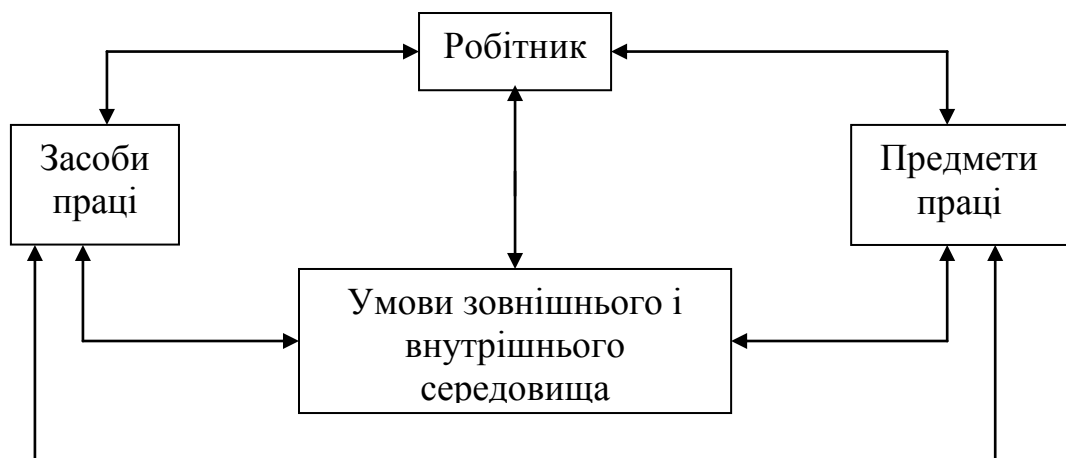 Робітник
Засоби
праці
Предмети
праці
Умови зовнішнього і
внутрішнього
середовища